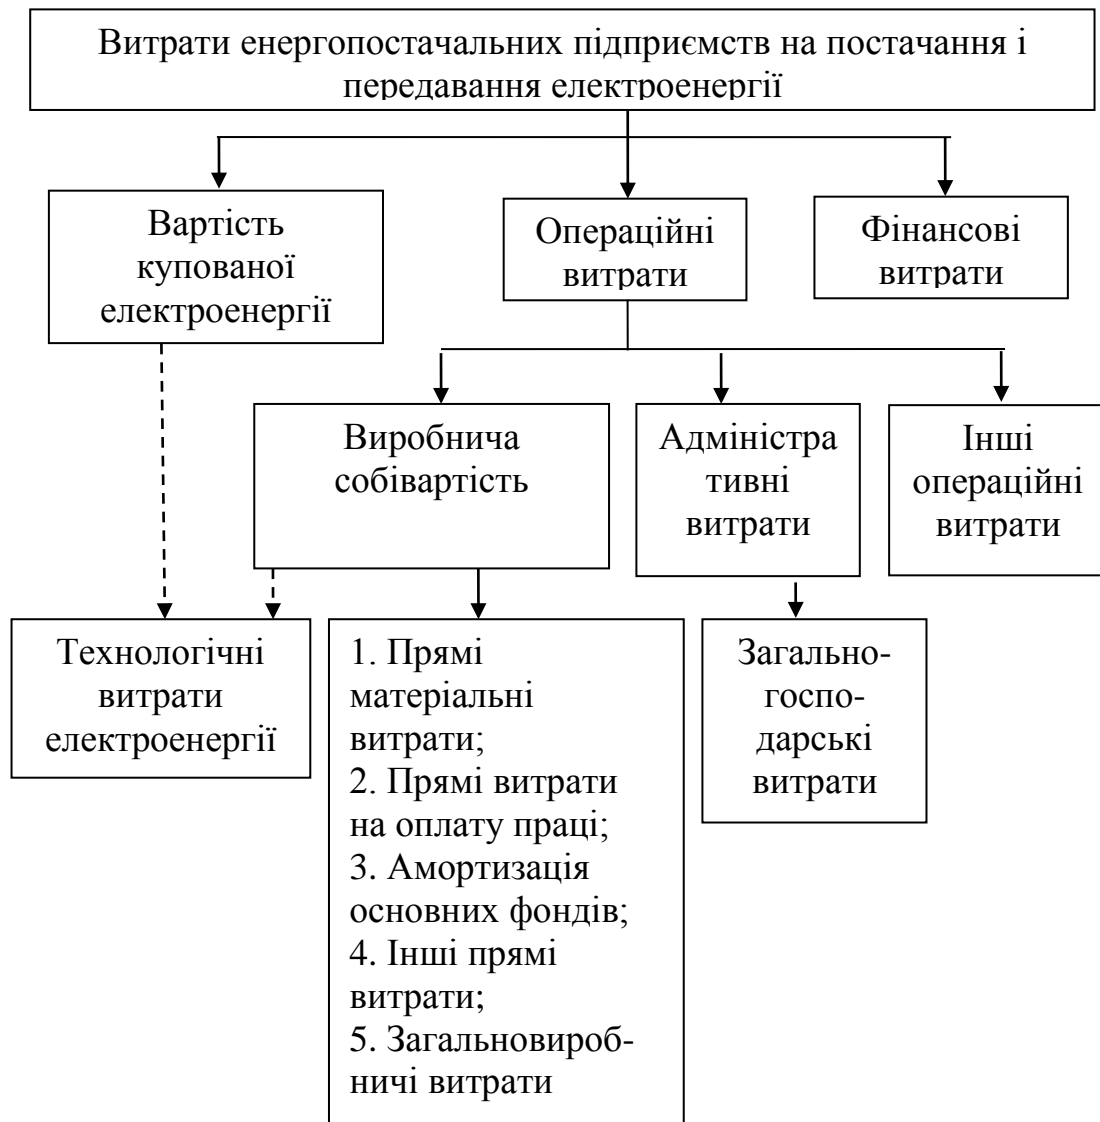 Витрати енергопостачальних підприємств на постачання і
передавання електроенергії
Вартість
купованої
електроенергії
Операційні
витрати
Фінансові
витрати
Виробнича
собівартість
Адміністра
тивні
витрати
Інші
операційні
витрати
Технологічні
витрати
електроенергії
1. Прямі
матеріальні
витрати;
2. Прямі витрати
на оплату праці;
3. Амортизація
основних фондів;
4. Інші прямі
витрати;
5. Загальновироб-
ничі витрати
Загально-
госпо-
дарські
витрати